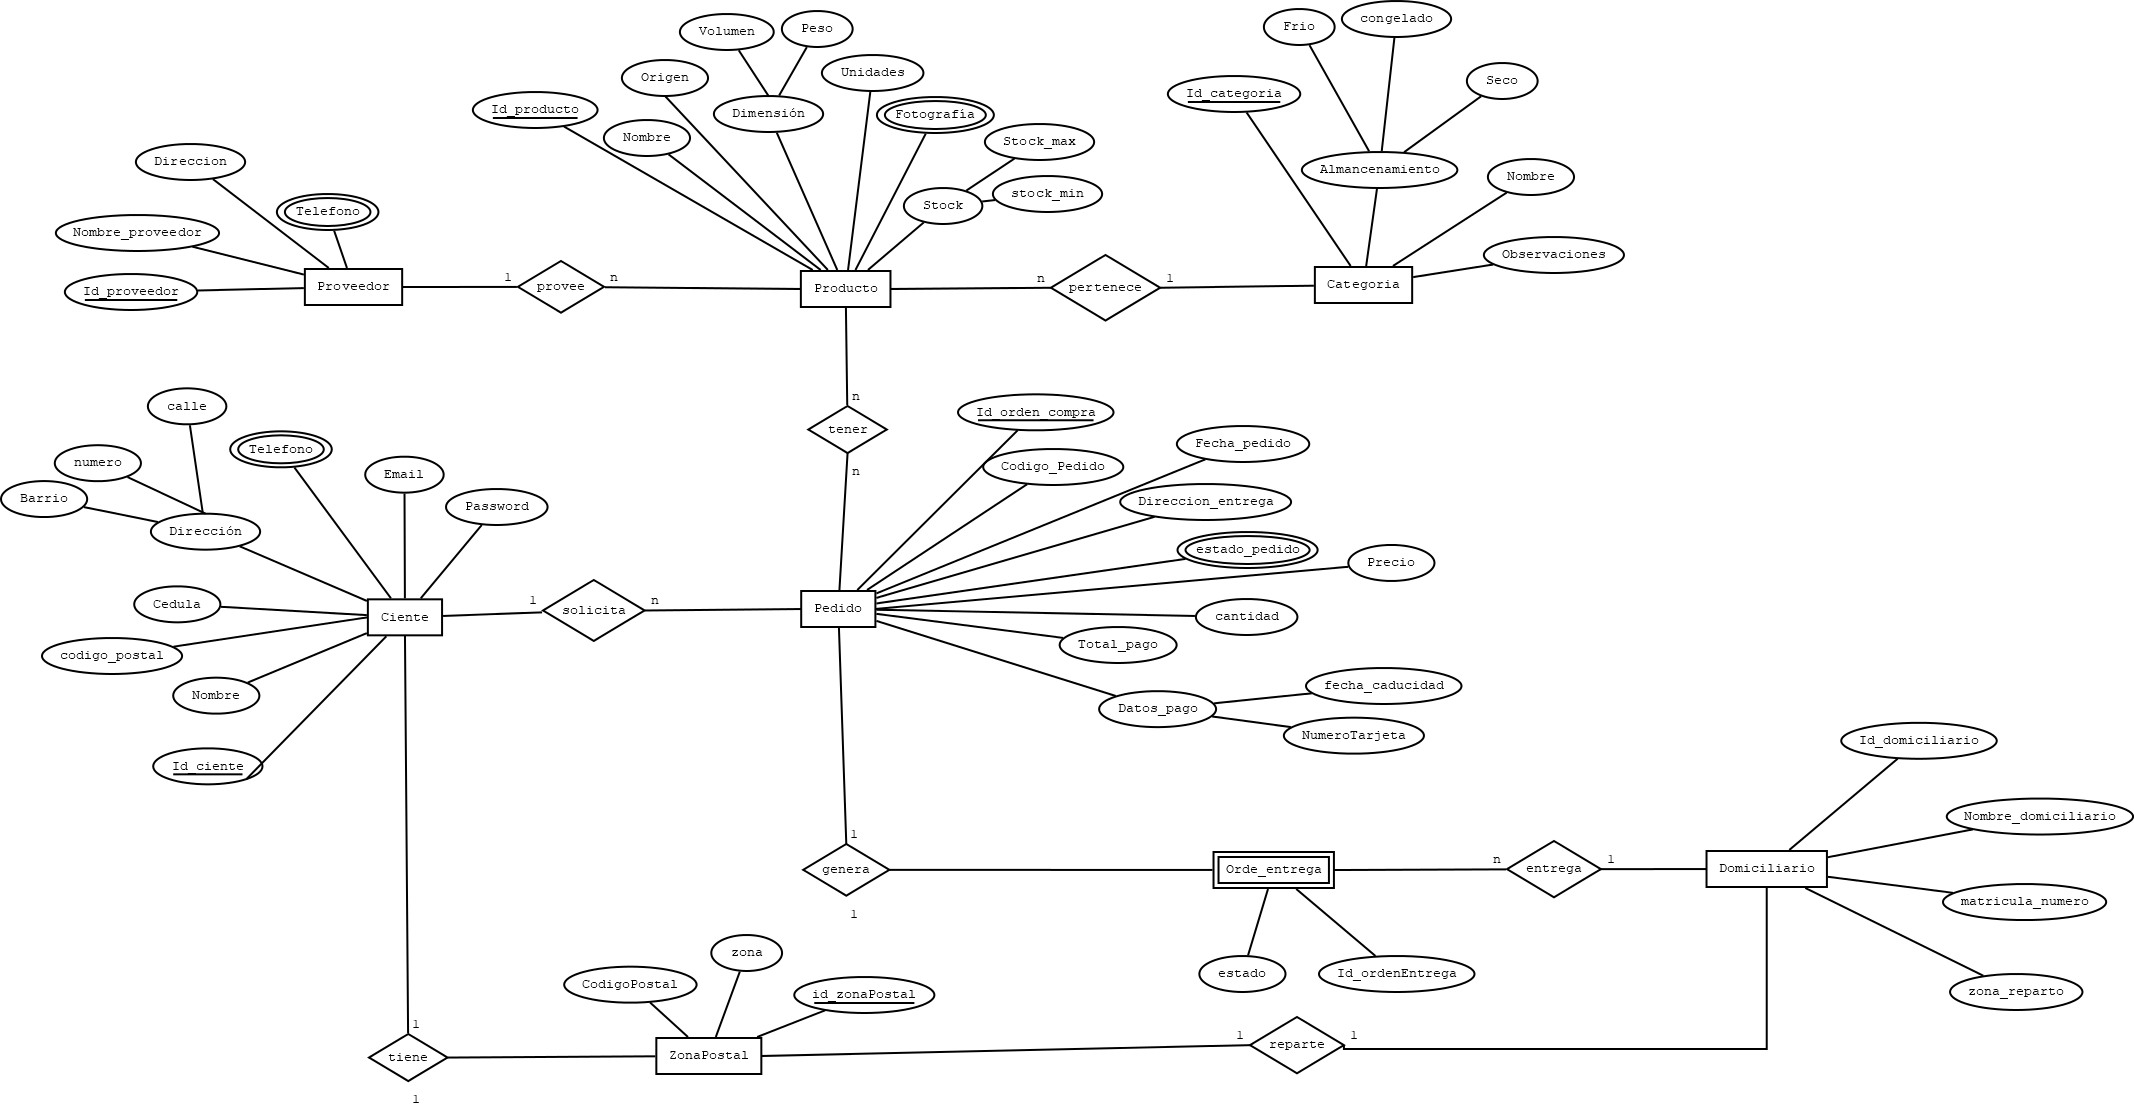 Volumen
Peso
Frio
congelado
Origen
Unidades
Seco
Id_producto
Dimensión
Fotografía
Id_categoria
Nombre
Stock_max
Direccion
Almancenamiento
Nombre
Telefono
stock_min
Stock
Nombre_proveedor
Observaciones
Id_proveedor
Proveedor
1
provee
n
Producto
n
pertenece
1
Categoria
calle
n
tener
n
Id_orden_compra
numero
Telefono
Email
Codigo_Pedido
Fecha_pedido
Barrio
Password
Direccion_entrega
Dirección
estado_pedido
Precio
Cedula
Ciente
1
solicita
n
Pedido
cantidad
codigo_postal
Total_pago
Nombre
fecha_caducidad
Datos_pago
NumeroTarjeta
Id_ciente
Id_domiciliario
Nombre_domiciliario
1
genera
1
Orde_entrega
n
entrega
1
Domiciliario
matricula_numero
zona
estado
Id_ordenEntrega
CodigoPostal
id_zonaPostal
zona_reparto
1
tiene
1
ZonaPostal
1
reparte
1